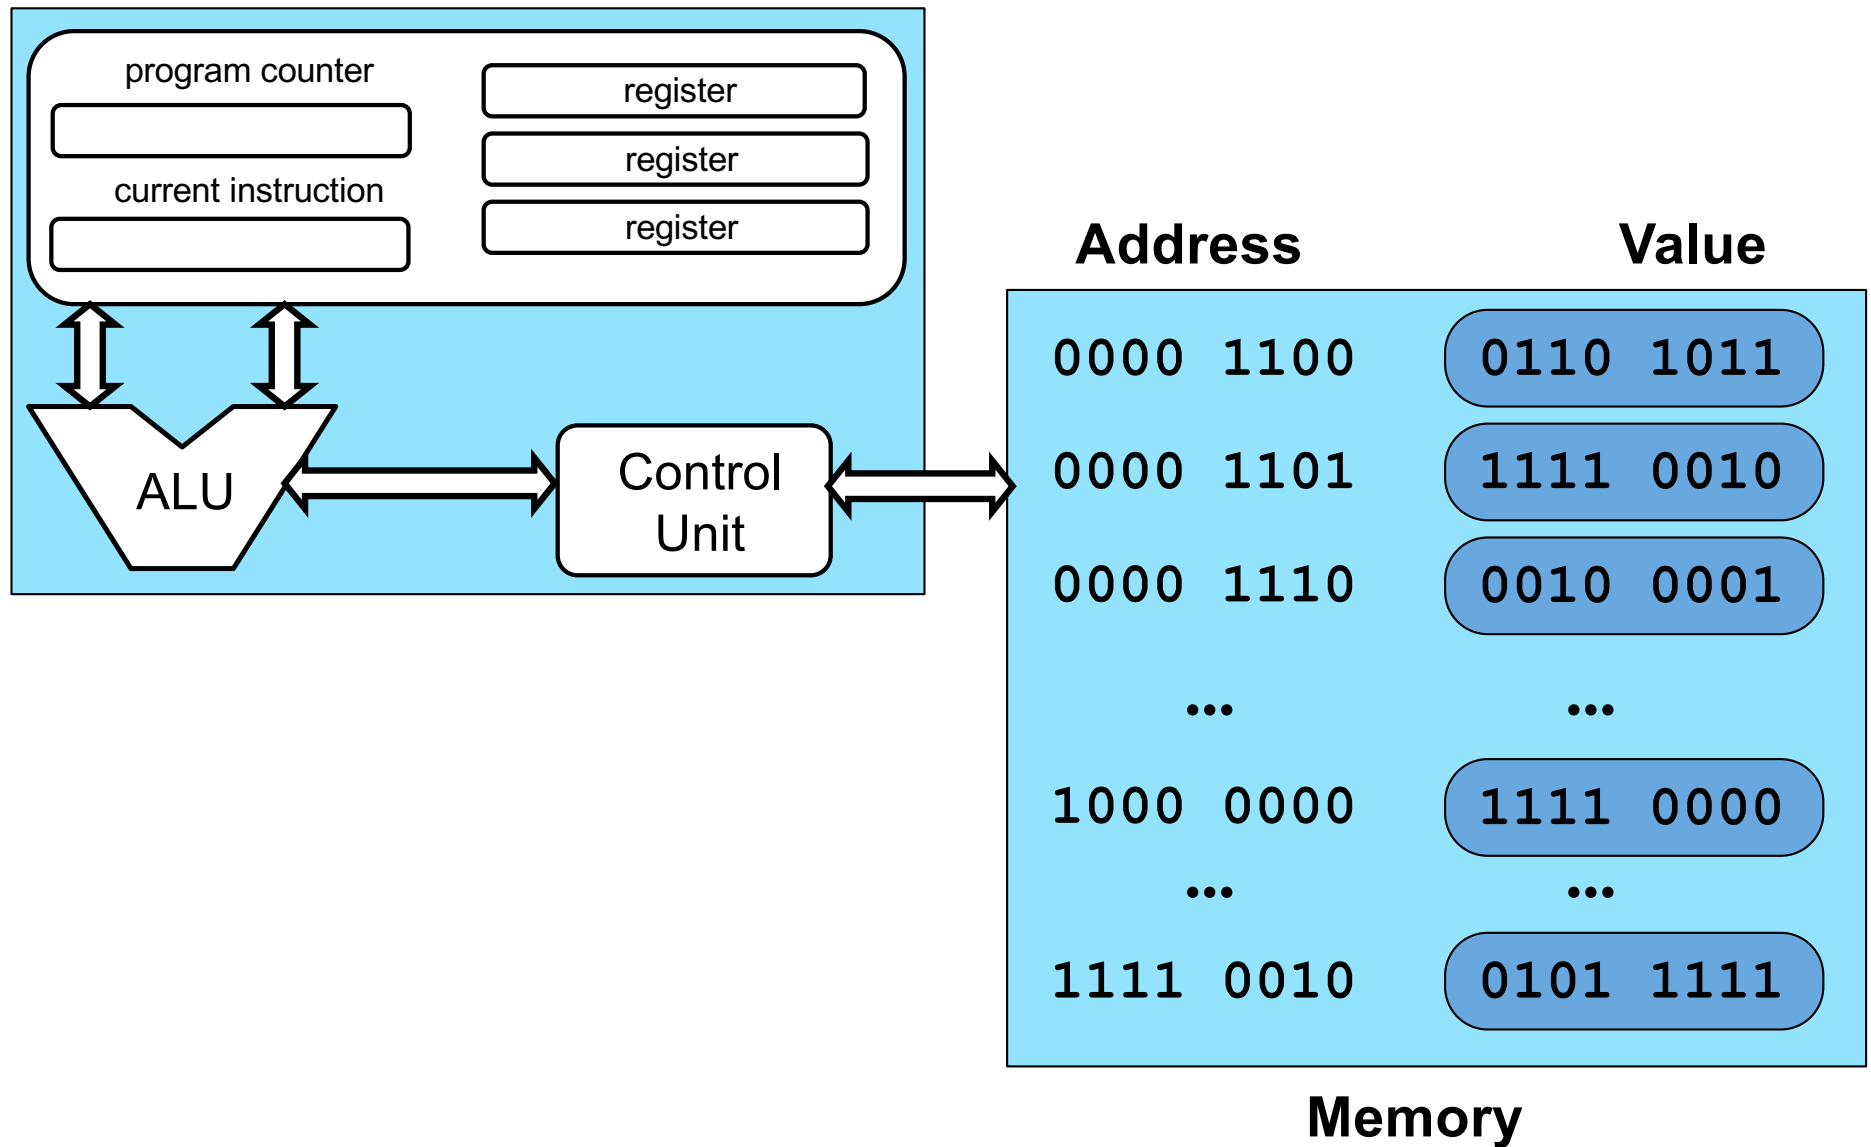 program counter
current instruction
register
register
register
ALU
Control
Unit
Address Value
0000 1100 0110 1011
0000 1101 1111 0010
0000 1110 0010 0001
... ...
1000 0000 1111 0000
... ...
1111 0010 0101 1111
Memory